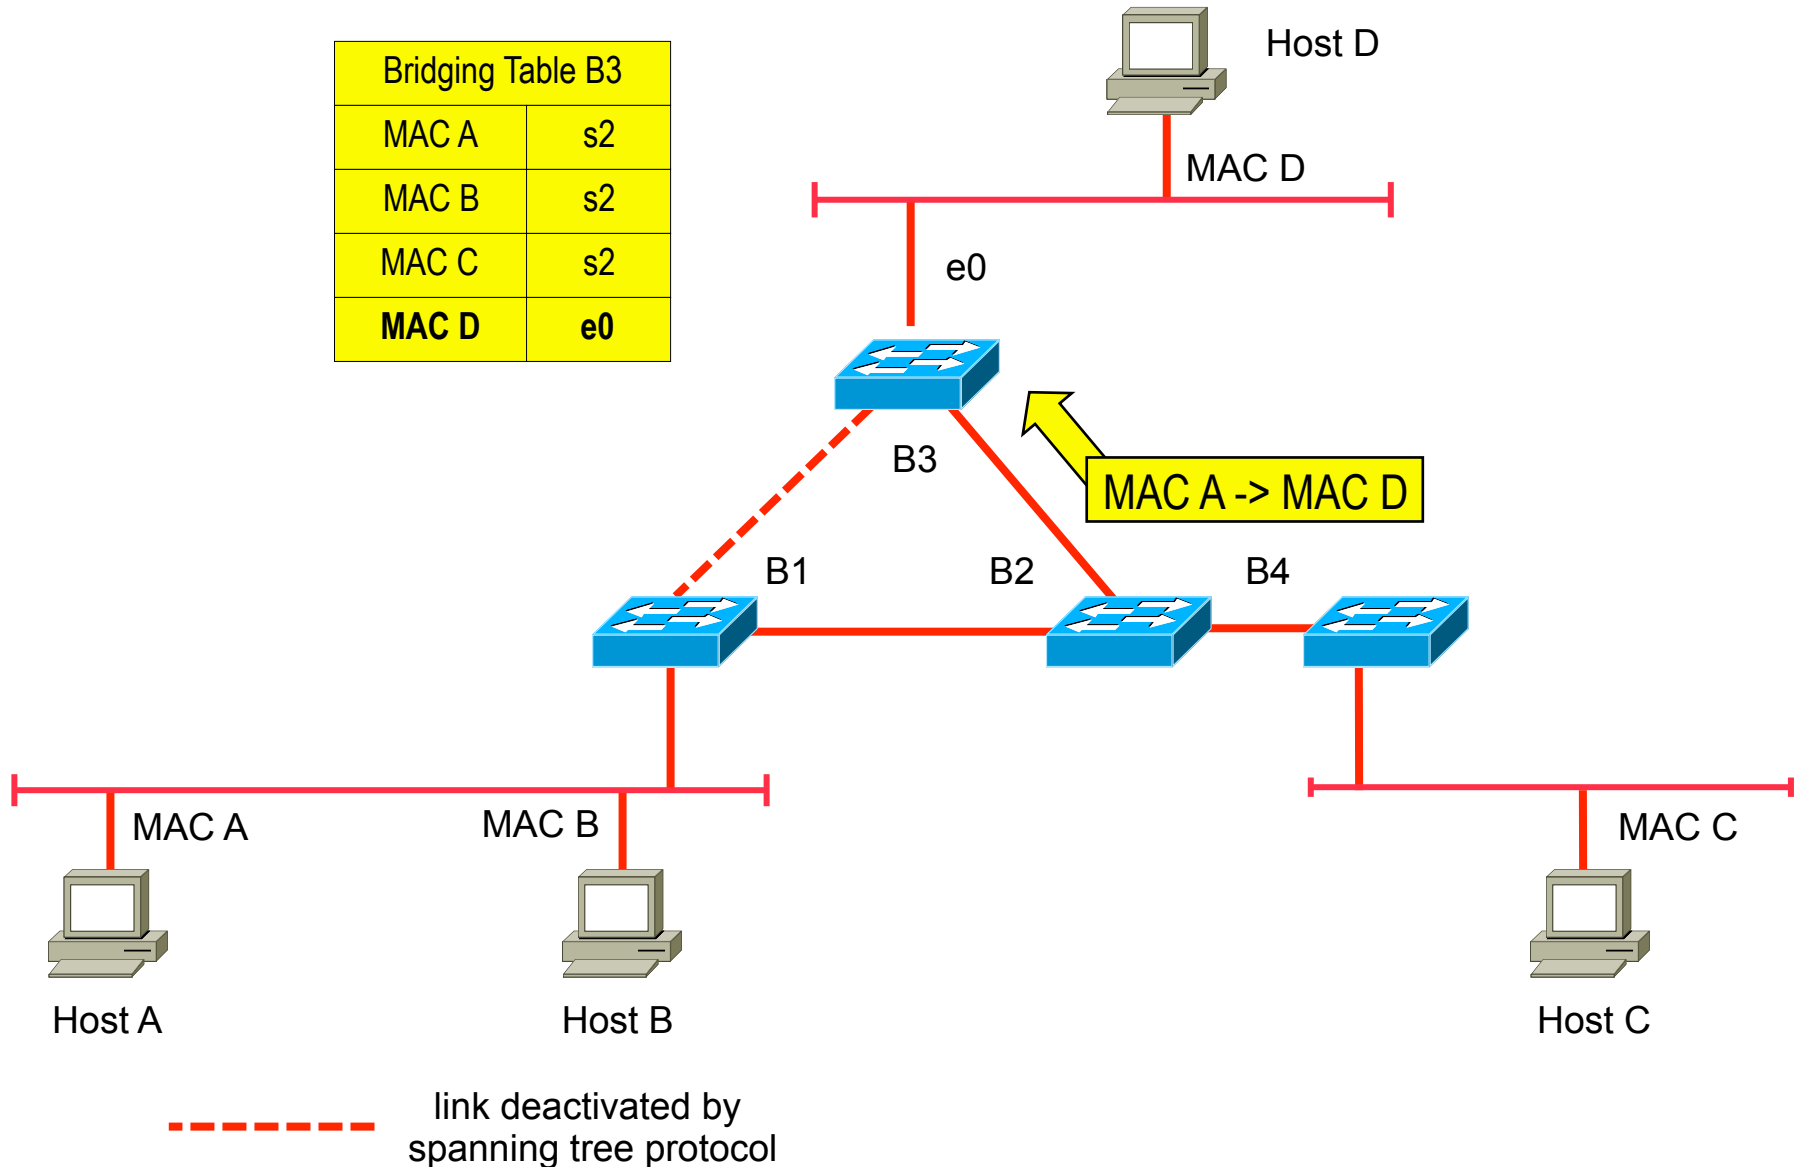 Host D
Bridging Table B3
MAC A s2
MAC B s2
MAC C s2
MAC D e0
MAC D
e0
B3
MAC A -> MAC D
B1
B2
B4
MAC A
MAC B
MAC C
Host A
Host B
Host C
link deactivated by
spanning tree protocol